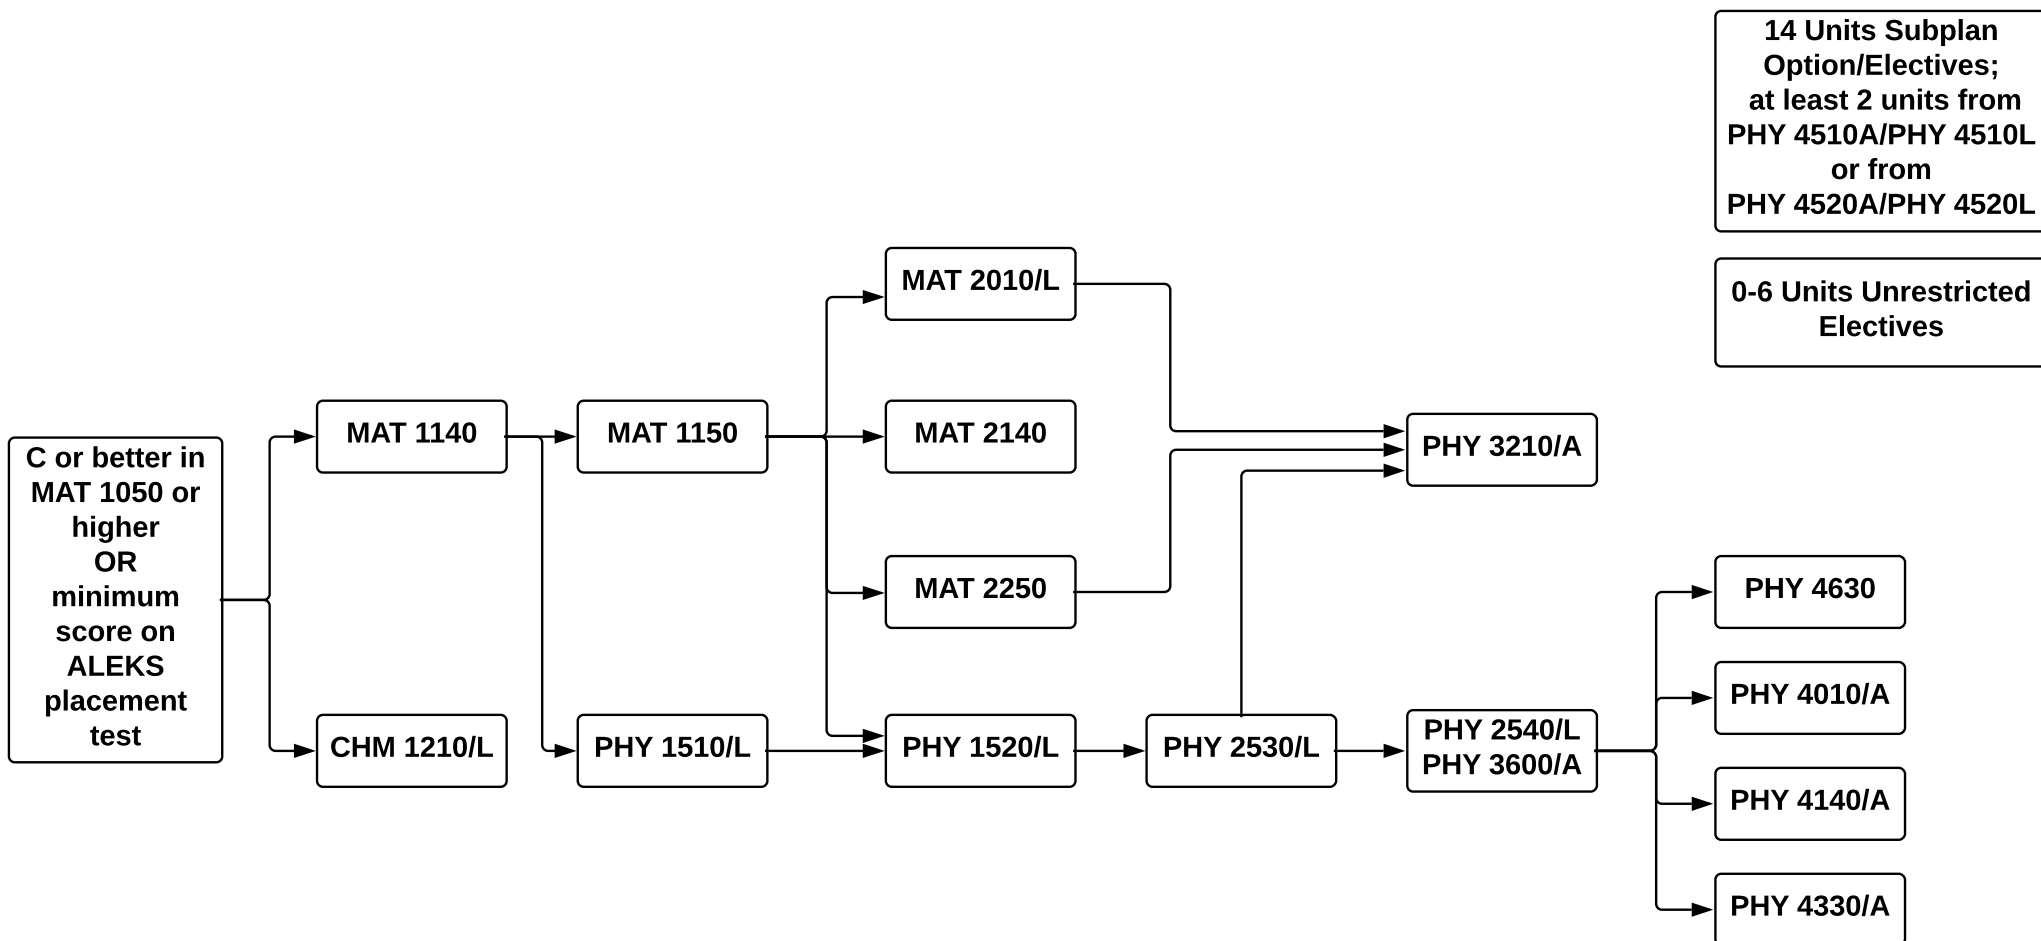 14 Units Subplan
Option/Electives;
at least 2 units from
PHY 4510A/PHY 4510L
or from
PHY 4520A/PHY 4520L
0-6 Units Unrestricted
Electives
C or better in
MAT 1050 or
higher
OR
minimum
score on
ALEKS
placement
test
MAT 1140
CHM 1210/L
MAT 1150
PHY 1510/L
MAT 2010/L
MAT 2140
MAT 2250
PHY 1520/L
PHY 2530/L
PHY 3210/A
PHY 2540/L
PHY 3600/A
PHY 4630
PHY 4010/A
PHY 4140/A
PHY 4330/A